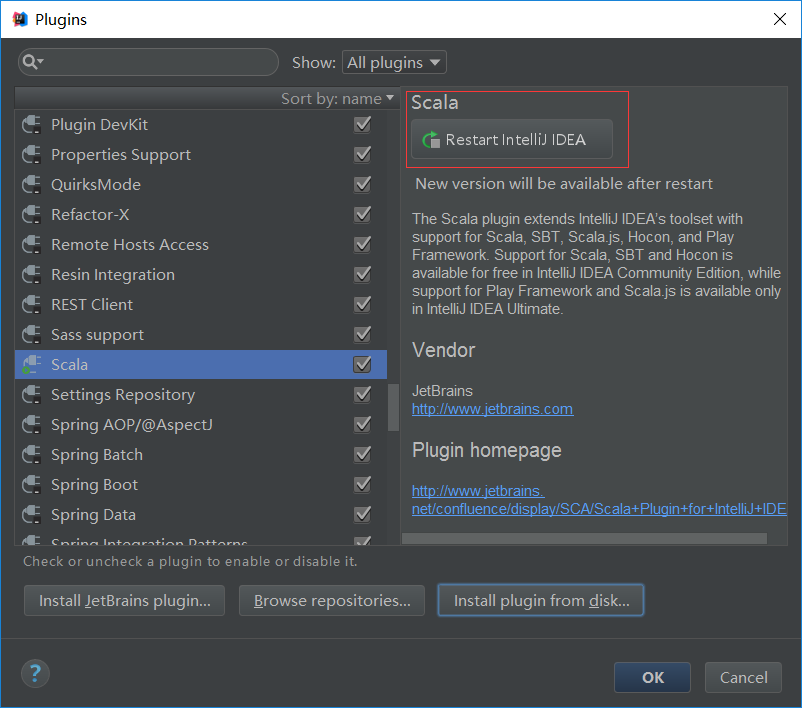 Plugins
Show: All plugins
Sort by: name
Plugin DevKit
Properties Support
QuirksMode
Refactor-X
Remote Hosts Access
Resin Integration
REST Client
Sass support
Scala
Settings Repository
Spring AOP/@AspectJ
Spring Batch
Spring Boot
Spring Data
Spring Integration Patterns
Scala
Restart IntelliJ IDEA
New version will be available after restart
The Scala plugin extends IntelliJ IDEA's toolset with
support for Scala, SBT, Scala.js, Hocon, and Play
Framework. Support for Scala, SBT and Hocon is
available for free in IntelliJ IDEA Community Edition, while
support for Play Framework and Scala.js is available only
in IntelliJ IDEA Ultimate.
Vendor
JetBrains
http://www.jetbrains.com
Plugin homepage
http://www.jetbrains.
net/confluence/display/SCA/Scala+Plugin+for+IntelliJ+IDE
Check or uncheck a plugin to enable or disable it.
Install JetBrains plugin...
Browse repositories...
Install plugin from disk...
?
OK
Cancel